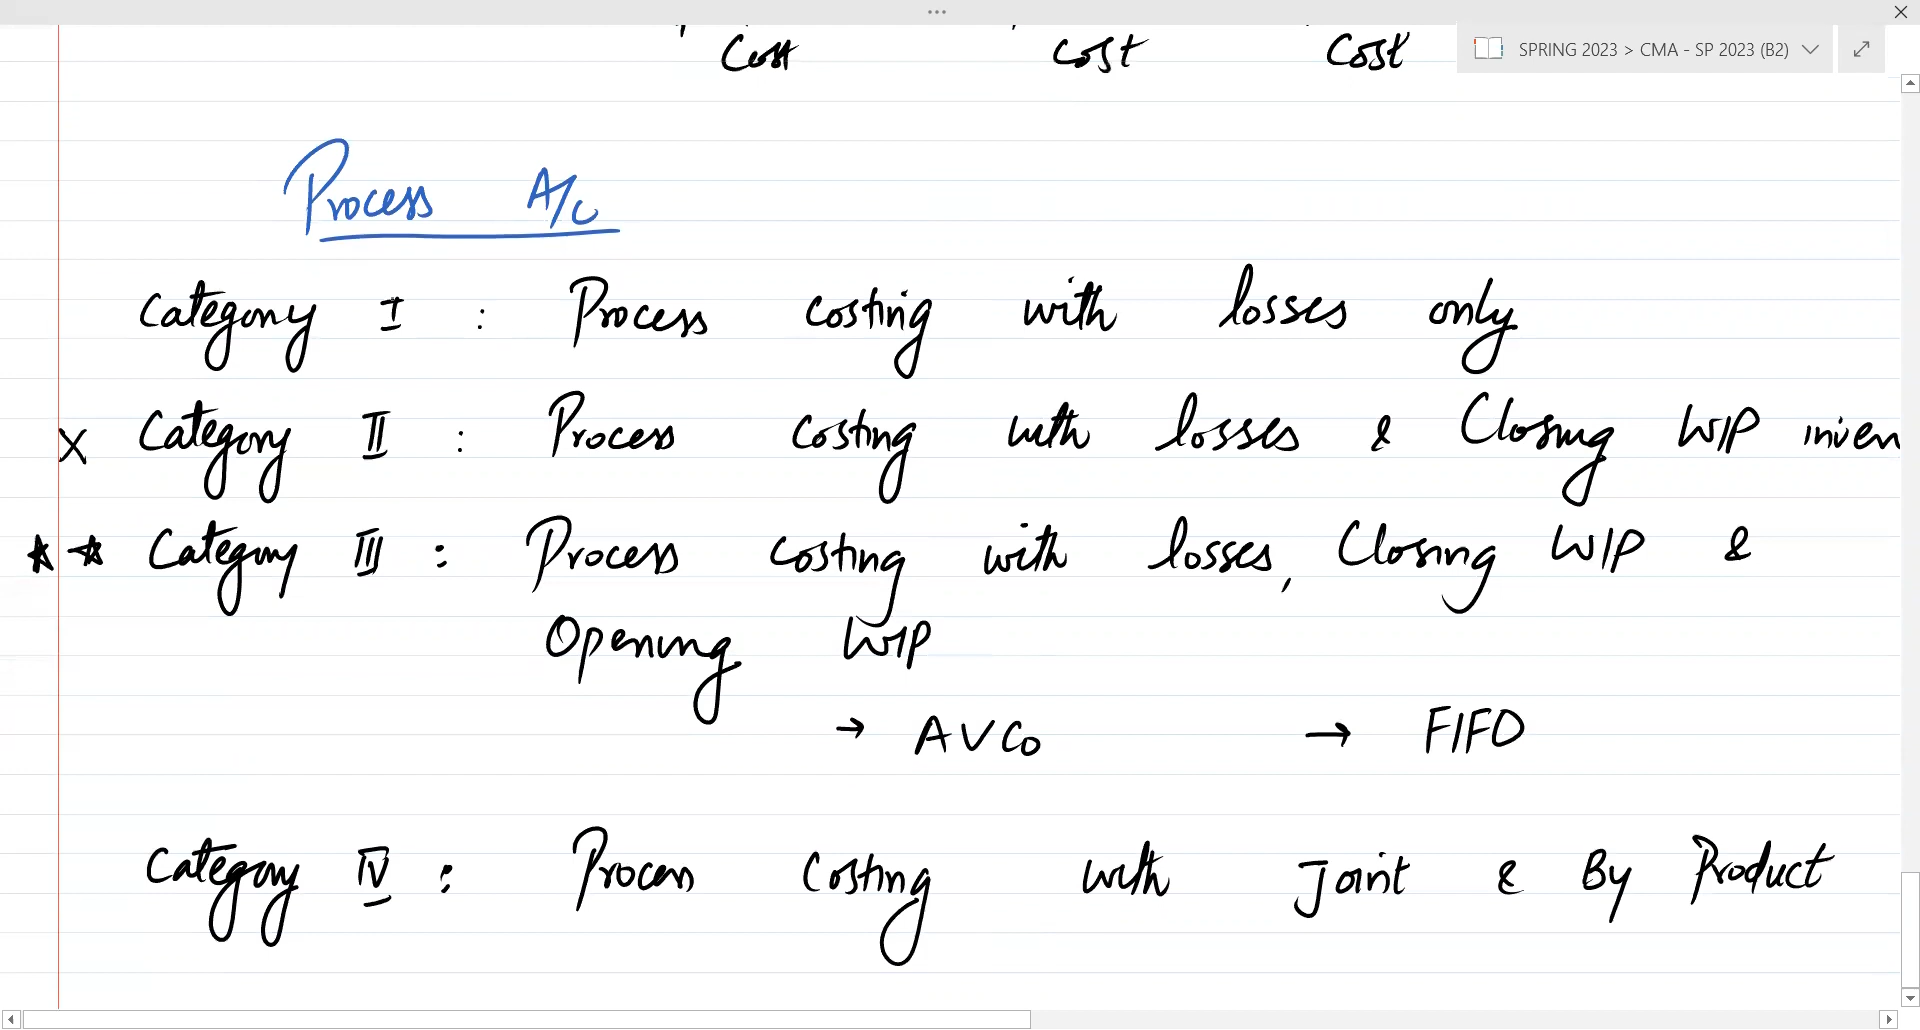 ...
Cost Cost Cost
SPRING 2023 > CMA - SP 2023 (B2)
Process A/c
Category I : Process costing with losses only
X Category II : Process costing with losses & Closing WIP inven
★ ★ Category III : Process costing with losses, Closing WIP &
Opening WIP
→ AVCo → FIFO
Category IV : Process Costing with Joint & By Product